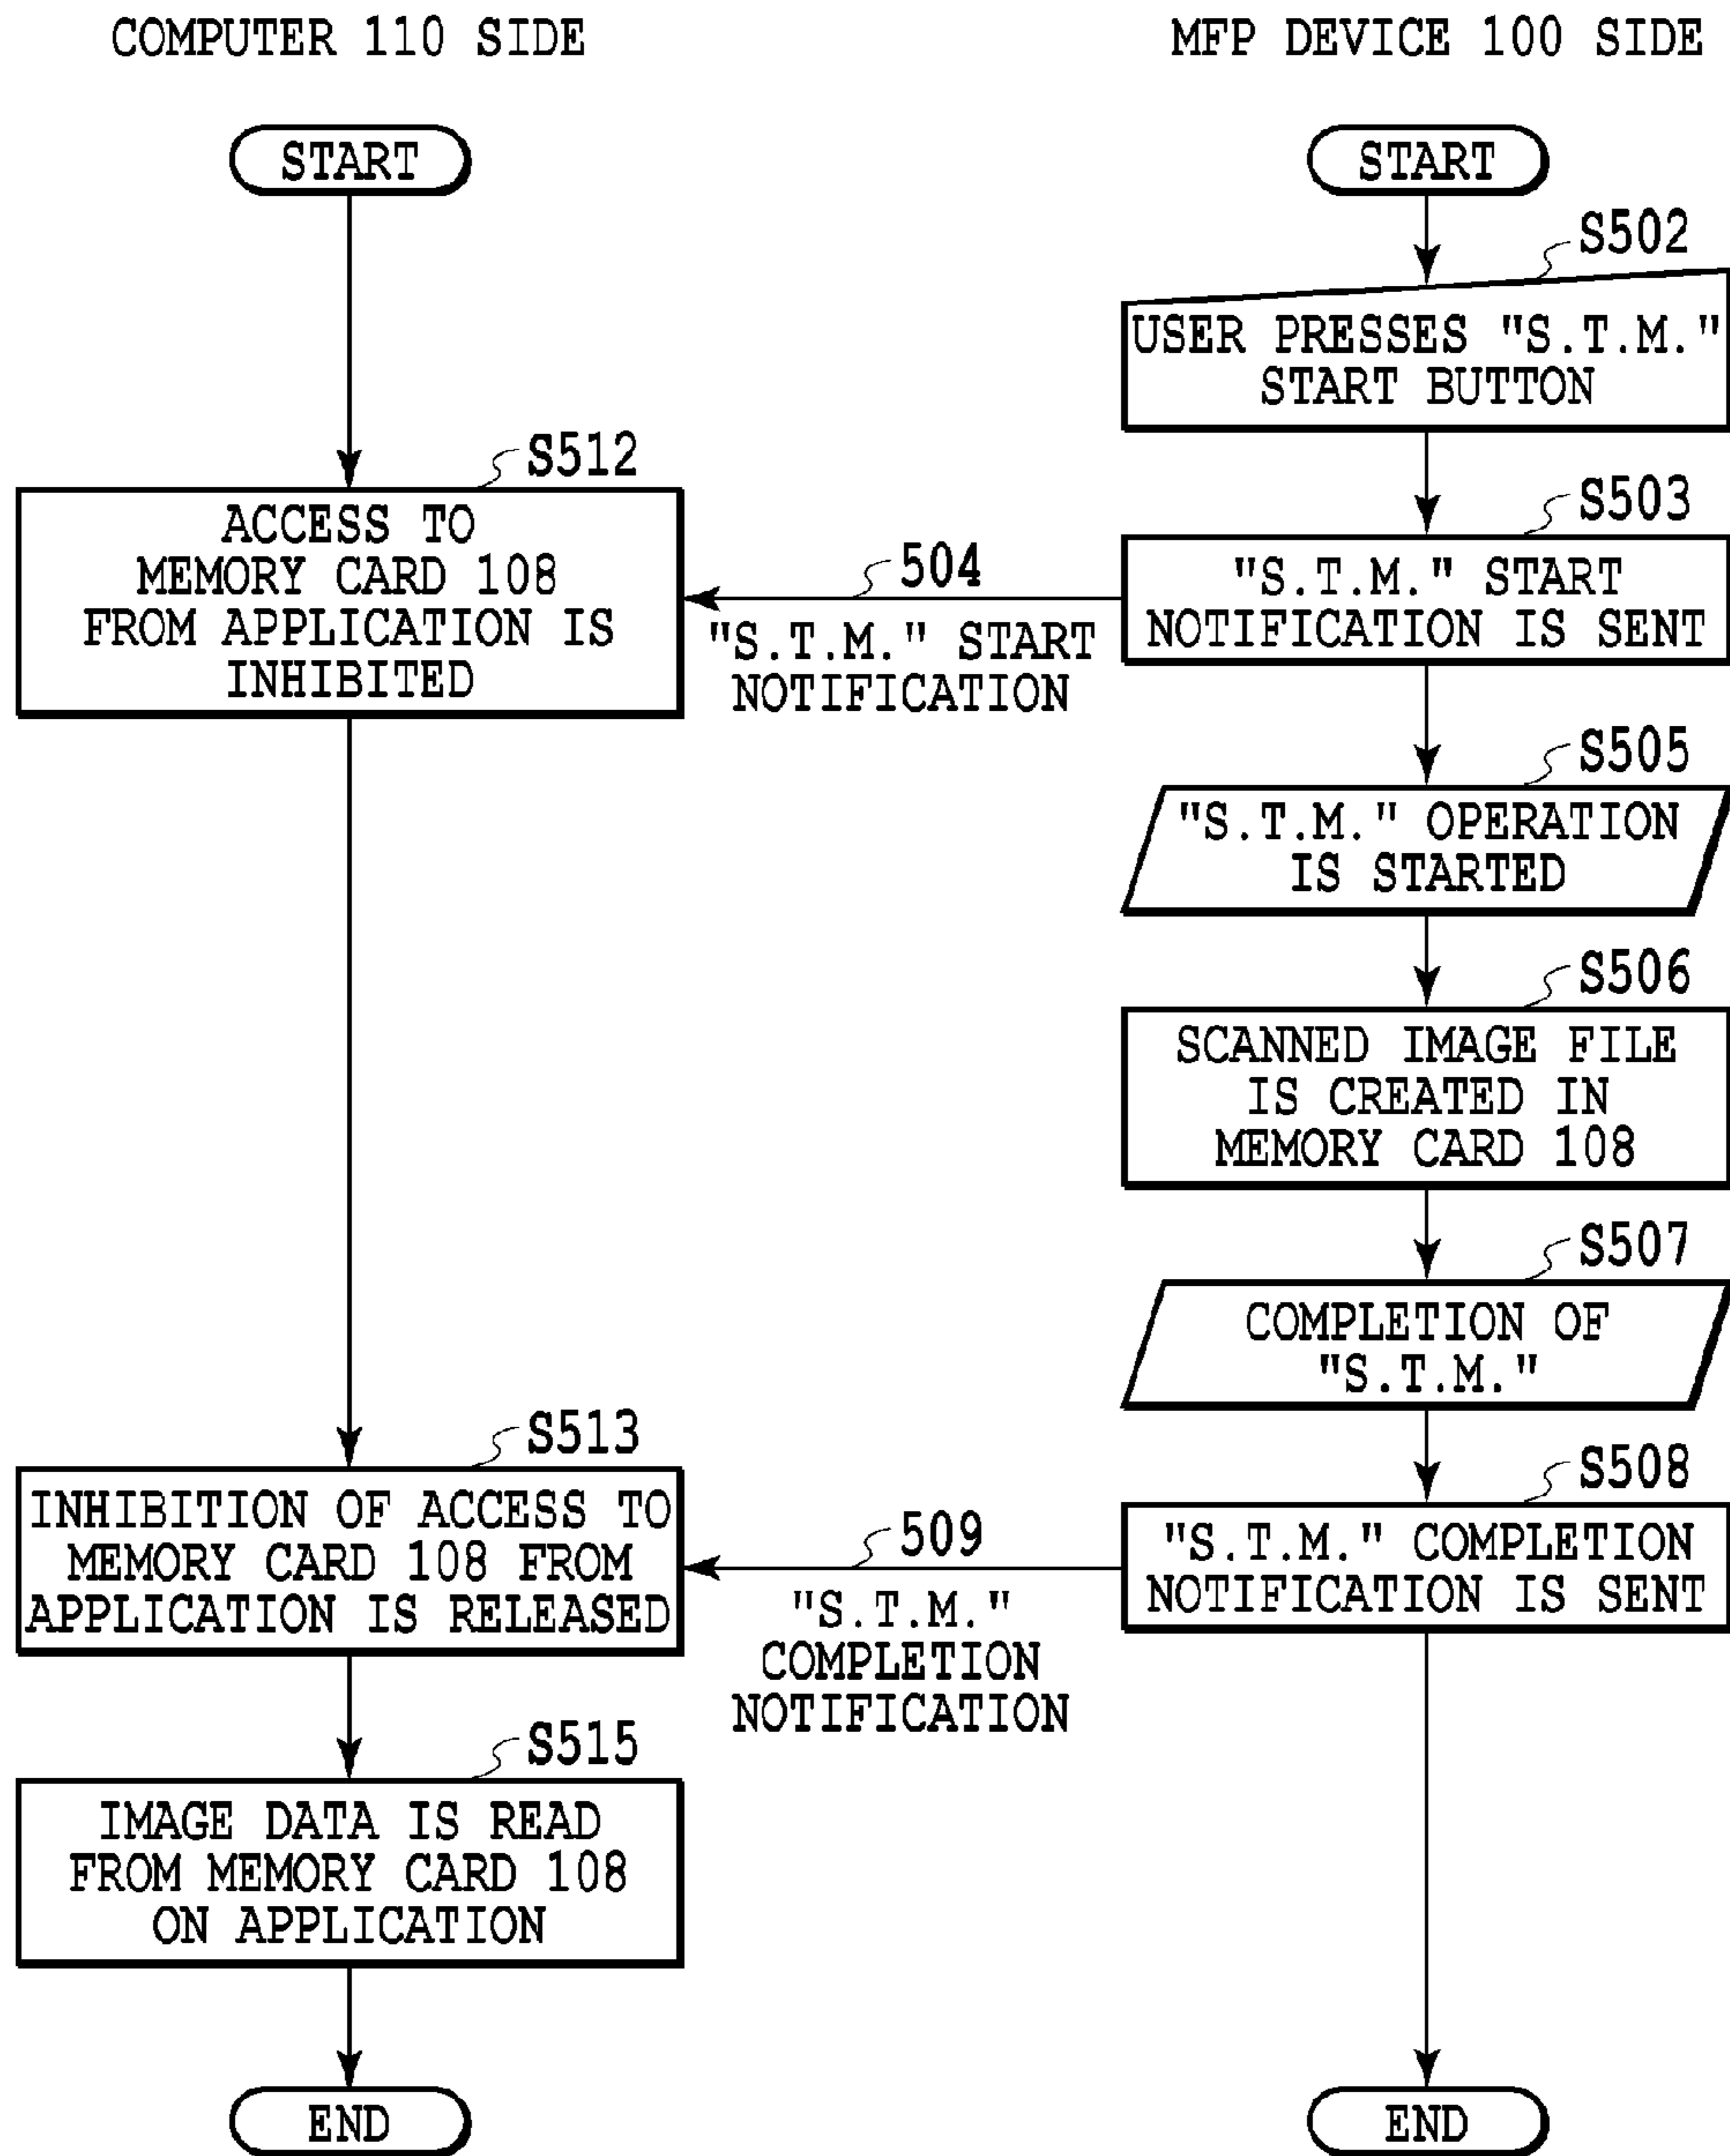 COMPUTER 110 SIDE
MFP DEVICE 100 SIDE
START
START
S502
USER PRESSES "S.T.M."
START BUTTON
S512
ACCESS TO
MEMORY CARD 108
FROM APPLICATION IS
INHIBITED
504
"S.T.M." START
NOTIFICATION
S503
"S.T.M." START
NOTIFICATION IS SENT
S505
"S.T.M." OPERATION
IS STARTED
S506
SCANNED IMAGE FILE
IS CREATED IN
MEMORY CARD 108
S507
COMPLETION OF
"S.T.M."
S513
INHIBITION OF ACCESS TO
MEMORY CARD 108 FROM
APPLICATION IS RELEASED
509
"S.T.M."
COMPLETION
NOTIFICATION
S508
"S.T.M." COMPLETION
NOTIFICATION IS SENT
S515
IMAGE DATA IS READ
FROM MEMORY CARD 108
ON APPLICATION
END
END